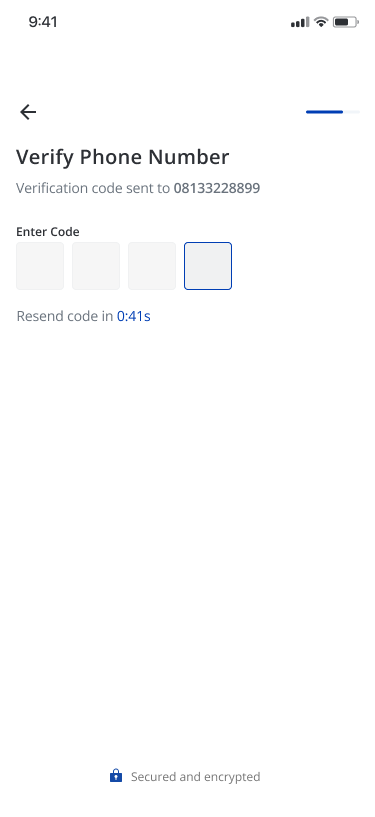 9:41
Verify Phone Number
Verification code sent to 08133228899
Enter Code
Resend code in 0:41s
Secured and encrypted